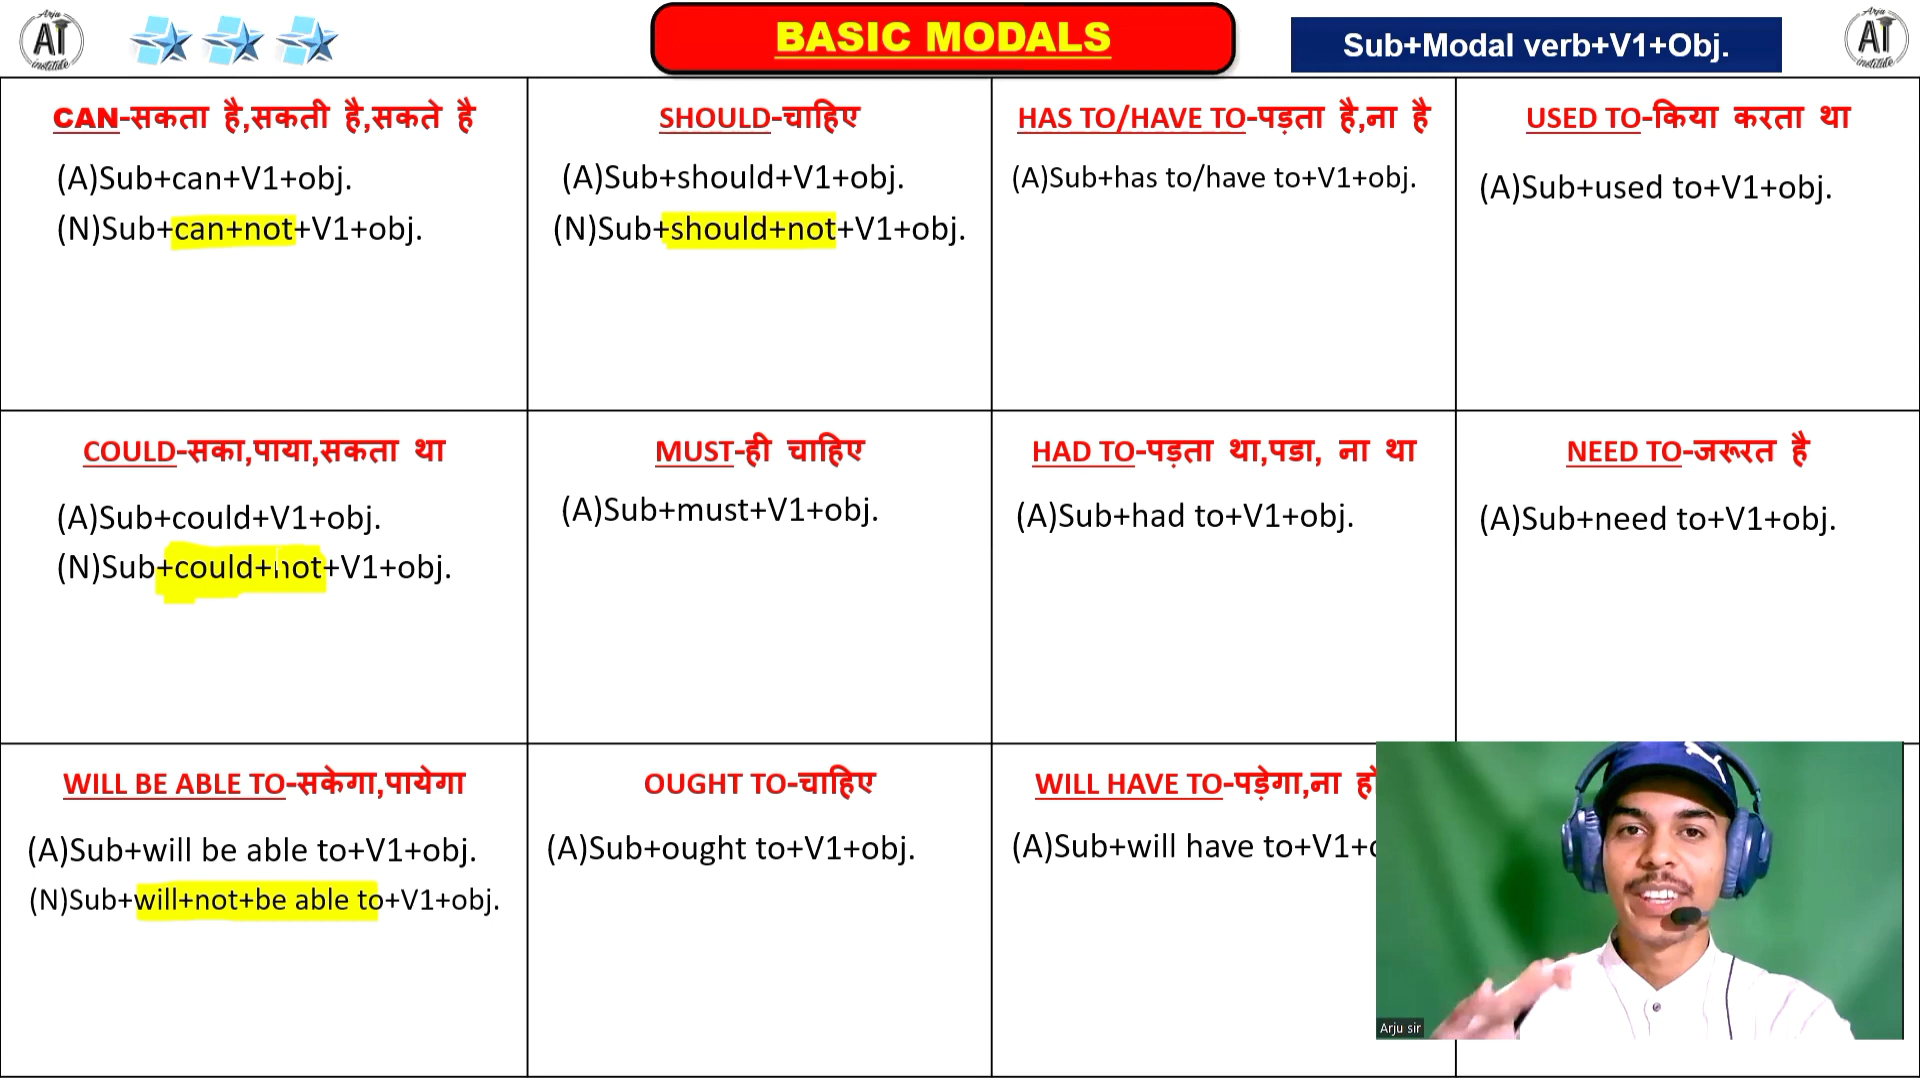 Arju
AT
institute
BASIC MODALS
Sub+Modal verb+V1+Obj.
Arju
AT
institute
CAN-सकता है,सकती है,सकते है
(A)Sub+can+V1+obj.
(N)Sub+can+not+V1+obj.
SHOULD-चाहिए
(A)Sub+should+V1+obj.
(N)Sub+should+not+V1+obj.
HAS TO/HAVE TO-पड़ता है,ना है
(A)Sub+has to/have to+V1+obj.
USED TO-किया करता था
(A)Sub+used to+V1+obj.
COULD-सका,पाया,सकता था
(A)Sub+could+V1+obj.
(N)Sub+could+not+V1+obj.
MUST-ही चाहिए
(A)Sub+must+V1+obj.
HAD TO-पड़ता था,पडा, ना था
(A)Sub+had to+V1+obj.
NEED TO-जरूरत है
(A)Sub+need to+V1+obj.
WILL BE ABLE TO-सकेगा,पायेगा
(A)Sub+will be able to+V1+obj.
(N)Sub+will+not+be able to+V1+obj.
OUGHT TO-चाहिए
(A)Sub+ought to+V1+obj.
WILL HAVE TO-पड़ेगा,ना
(A)Sub+will have to+V1+
Arju sir